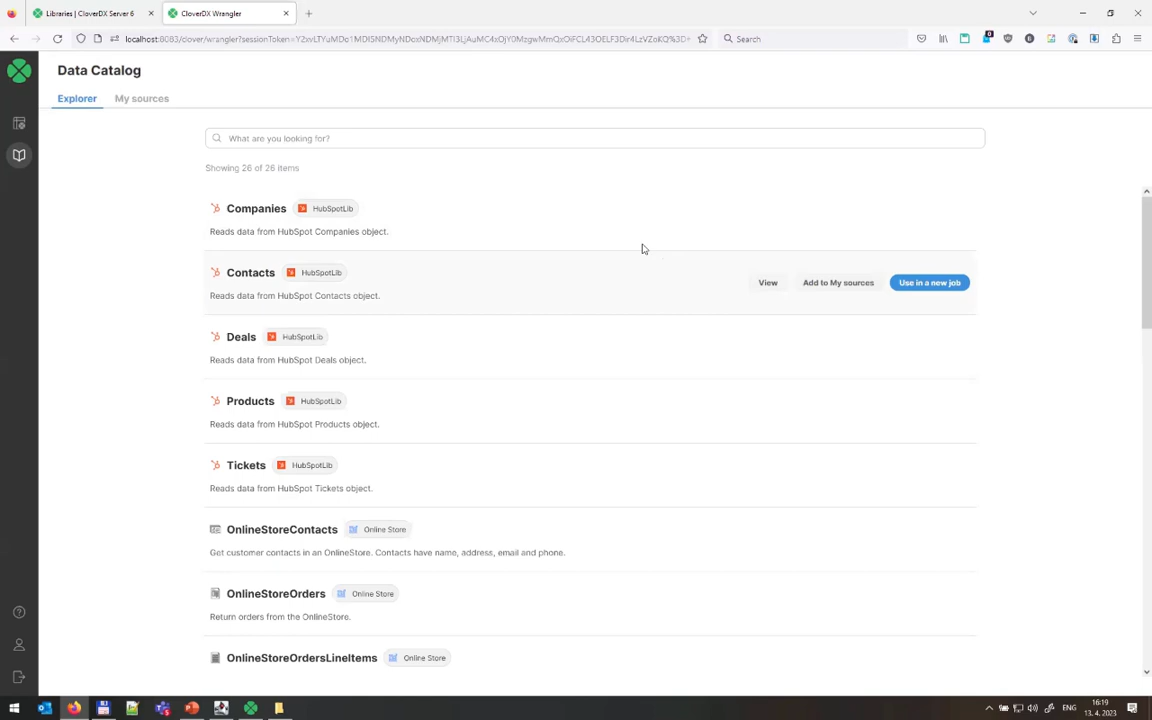 Libraries | CloverDX Server 6
CloverDX Wrangler
Search
Data Catalog
Explorer
My sources
What are you looking for?
Showing 26 of 26 items
Companies
HubSpotLib
Reads data from HubSpot Companies object.
Contacts
HubSpotLib
Reads data from HubSpot Contacts object.
View
Add to My sources
Use in a new job
Deals
HubSpotLib
Reads data from HubSpot Deals object.
Products
HubSpotLib
Reads data from HubSpot Products object.
Tickets
HubSpotLib
Reads data from HubSpot Tickets object.
OnlineStoreContacts
Online Store
Get customer contacts in an OnlineStore. Contacts have name, address, email and phone.
OnlineStoreOrders
Online Store
Return orders from the OnlineStore.
OnlineStoreOrdersLineItems
Online Store
ENG
16:19
13. 4. 2023